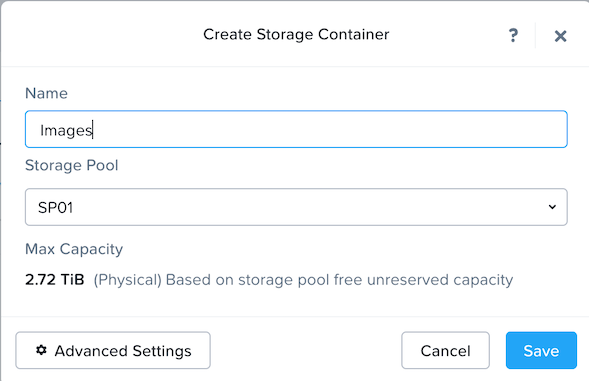 Create Storage Container
?
Name
Images
Storage Pool
SP01
Max Capacity
2.72 TiB (Physical) Based on storage pool free unreserved capacity
Advanced Settings
Cancel
Save